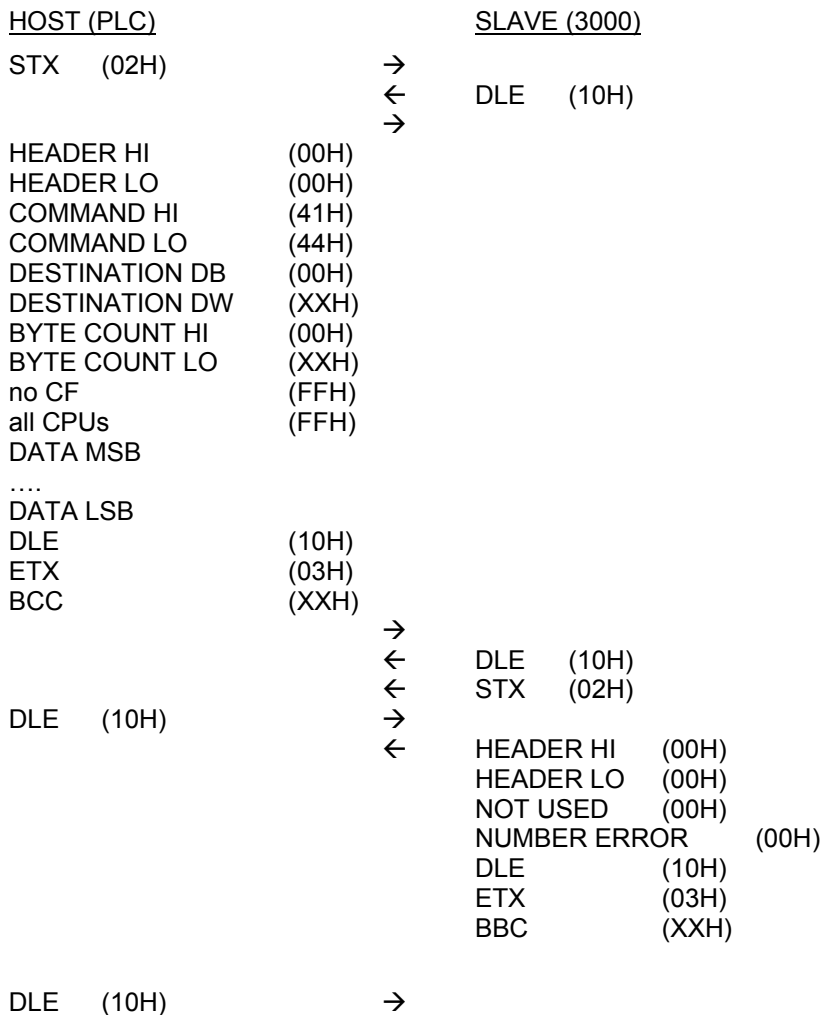 HOST (PLC) SLAVE (3000)
STX (02H) →
← DLE (10H)
→
HEADER HI (00H)
HEADER LO (00H)
COMMAND HI (41H)
COMMAND LO (44H)
DESTINATION DB (00H)
DESTINATION DW (XXH)
BYTE COUNT HI (00H)
BYTE COUNT LO (XXH)
no CF (FFH)
all CPUs (FFH)
DATA MSB
….
DATA LSB
DLE (10H)
ETX (03H)
BCC (XXH)
→
← DLE (10H)
← STX (02H)
DLE (10H) →
← HEADER HI (00H)
HEADER LO (00H)
NOT USED (00H)
NUMBER ERROR (00H)
DLE (10H)
ETX (03H)
BBC (XXH)
DLE (10H) →